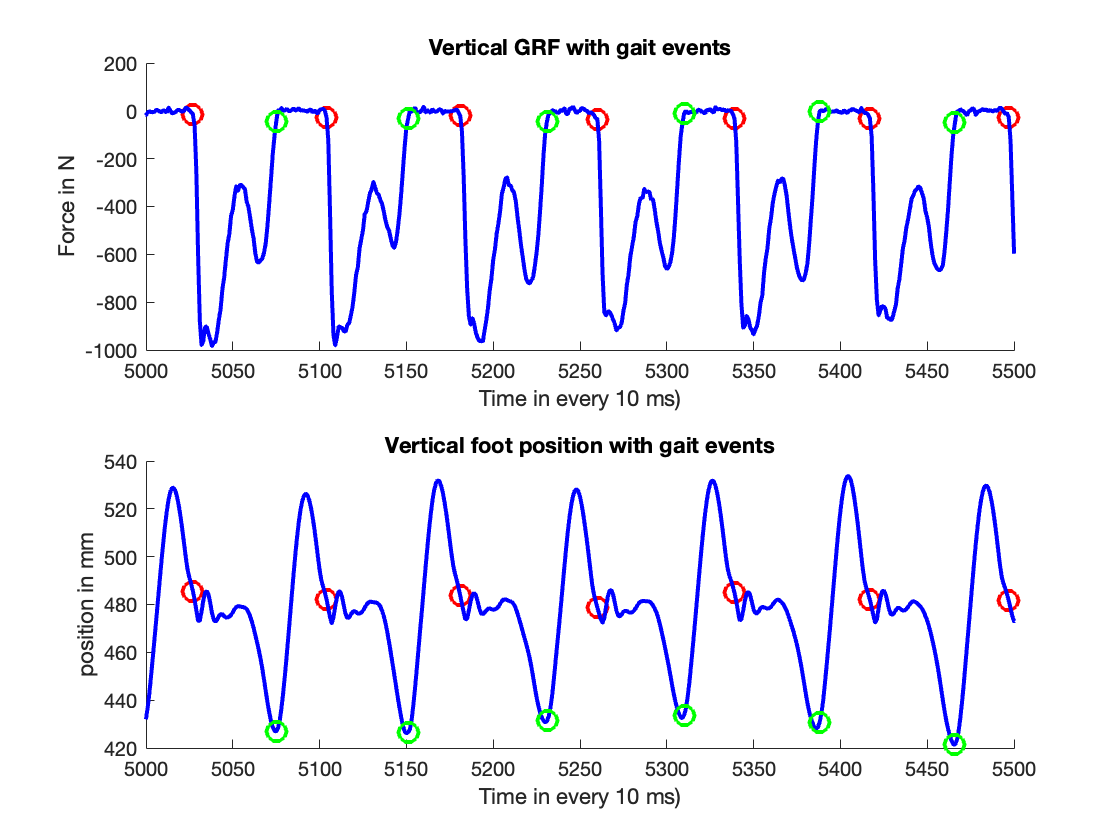 Vertical GRF with gait events
200
0
-200
-400
-600
-800
-1000
Force in N
5000 5050 5100 5150 5200 5250 5300 5350 5400 5450 5500
Time in every 10 ms)
Vertical foot position with gait events
540
520
500
480
460
440
420
position in mm
5000 5050 5100 5150 5200 5250 5300 5350 5400 5450 5500
Time in every 10 ms)